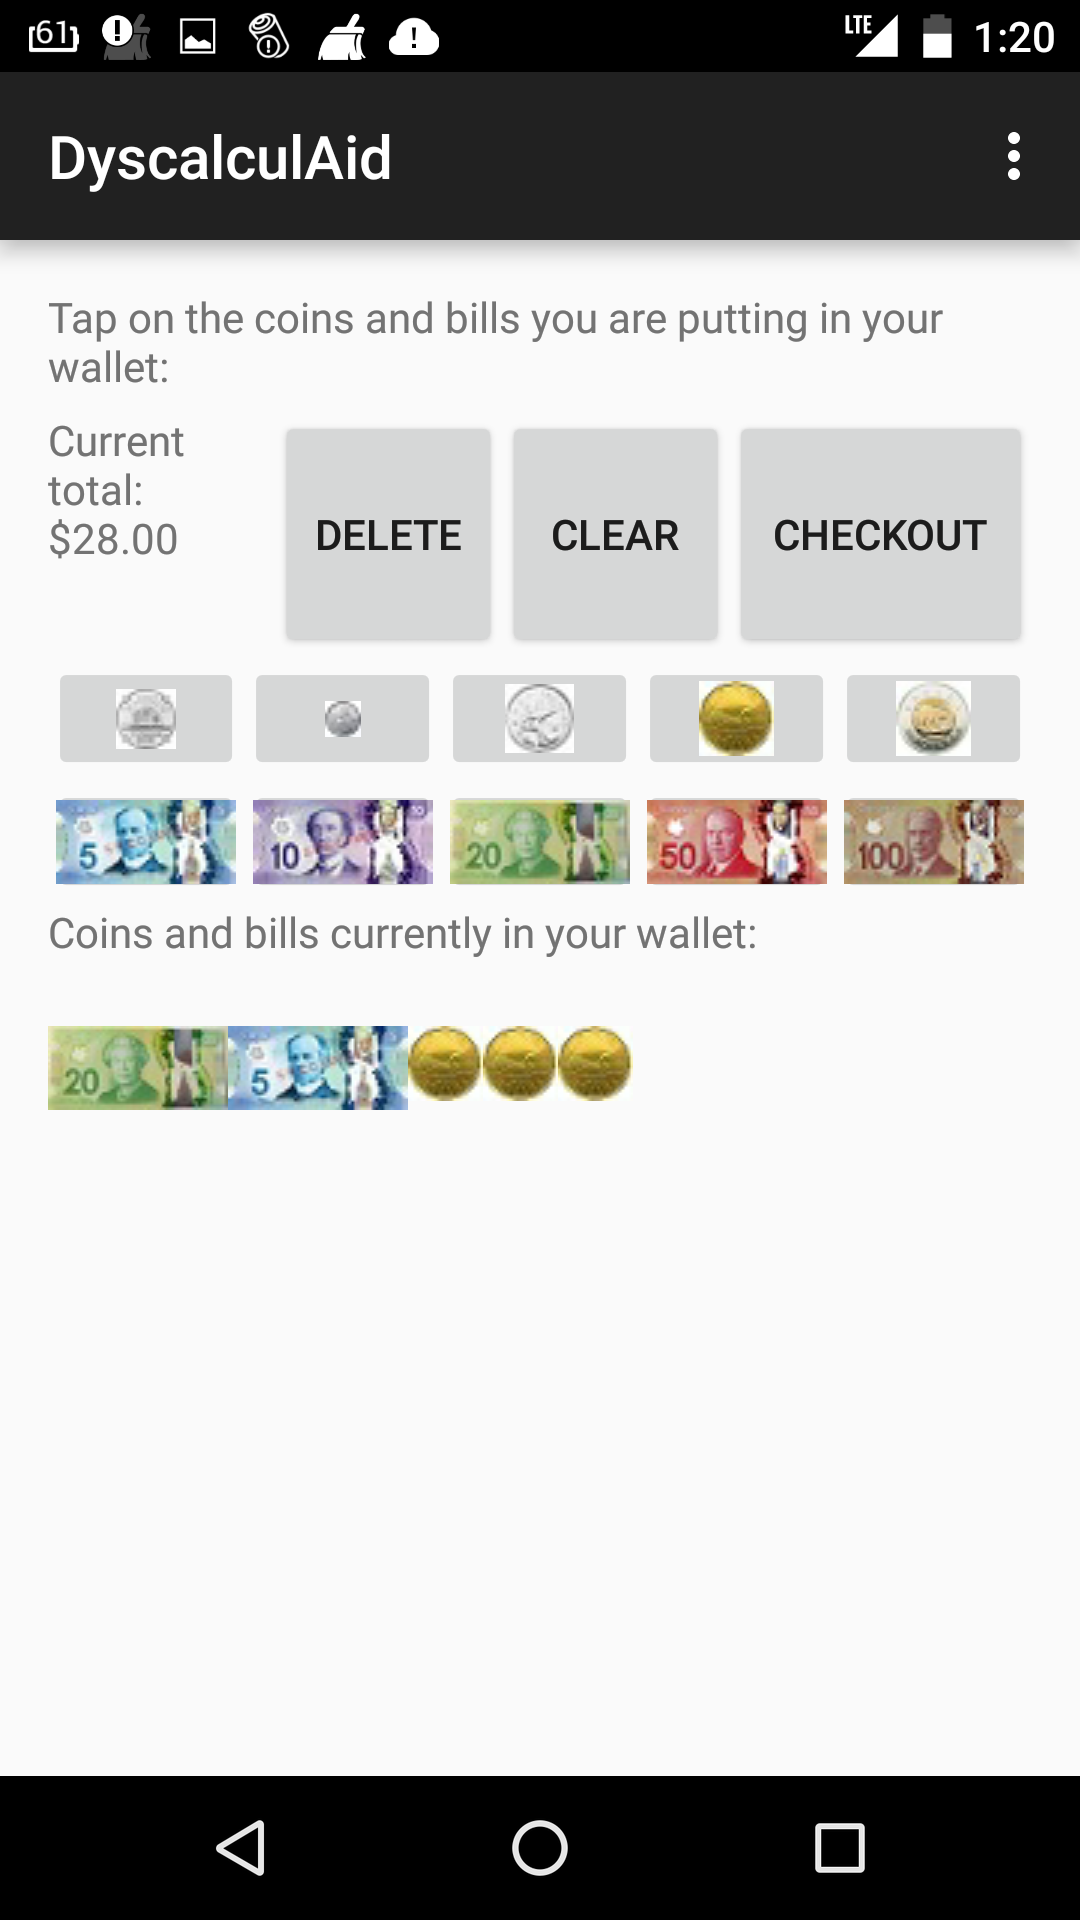 61 LTE 1:20
DyscalculAid
Tap on the coins and bills you are putting in your
wallet:
Current
total:
$28.00
DELETE CLEAR CHECKOUT
5 10 20 50 100
Coins and bills currently in your wallet:
20 5